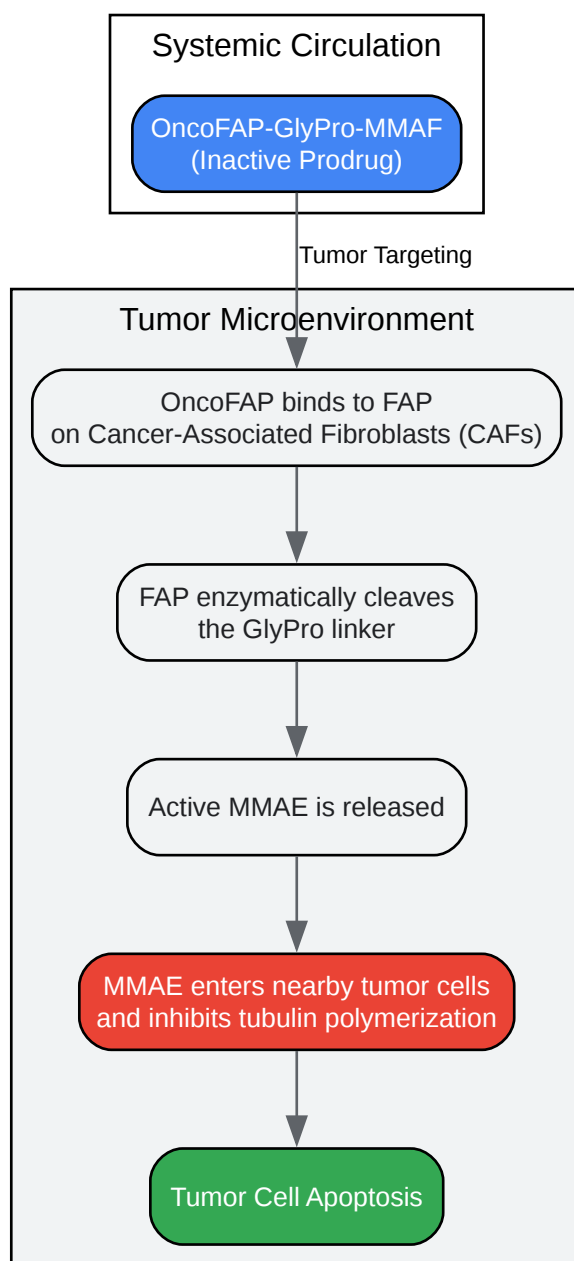 Systemic Circulation
OncoFAP-GlyPro-MMAF
(Inactive Prodrug)
Tumor Targeting
Tumor Microenvironment
OncoFAP binds to FAP
on Cancer-Associated Fibroblasts (CAFs)
FAP enzymatically cleaves
the GlyPro linker
Active MMAE is released
MMAE enters nearby tumor cells
and inhibits tubulin polymerization
Tumor Cell Apoptosis